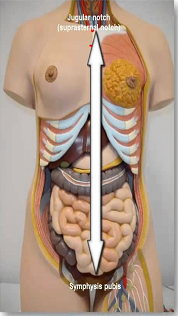 Jugular notch
(suprasternal notch)
Symphysis pubis